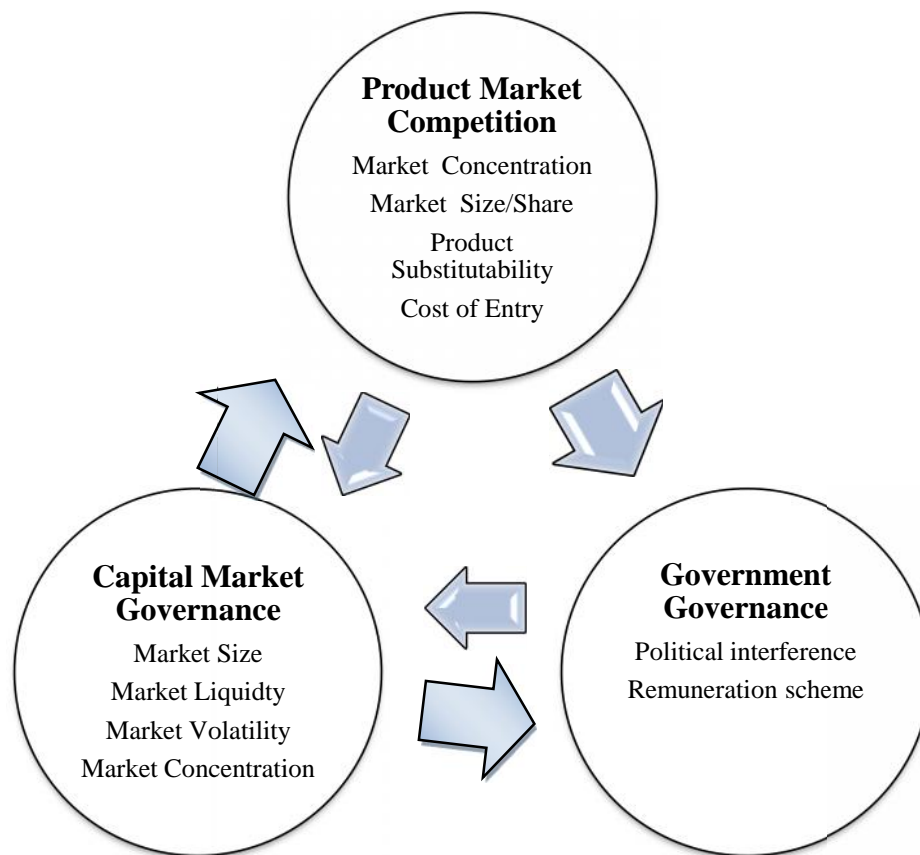 Product Market
Competition
Market Concentration
Market Size/Share
Product
Substitutability
Cost of Entry
Capital Market
Governance
Market Size
Market Liquidty
Market Volatility
Market Concentration
Government
Governance
Political interference
Remuneration scheme